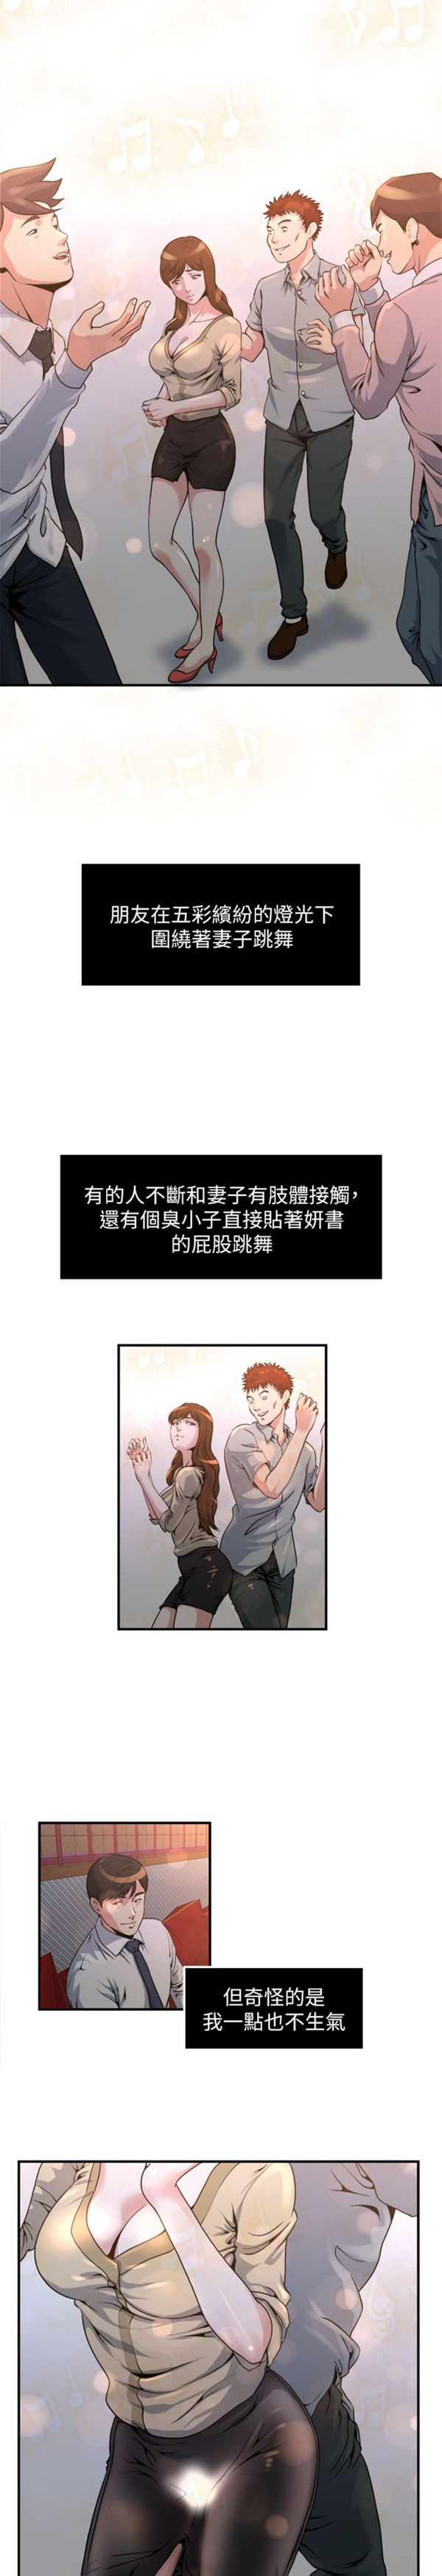 朋友在五彩繽紛的燈光下
圍繞著妻子跳舞
有的人不斷和妻子有肢體接觸，
還有個臭小子直接貼著妍書
的屁股跳舞
但奇怪的是
我一點也不生氣